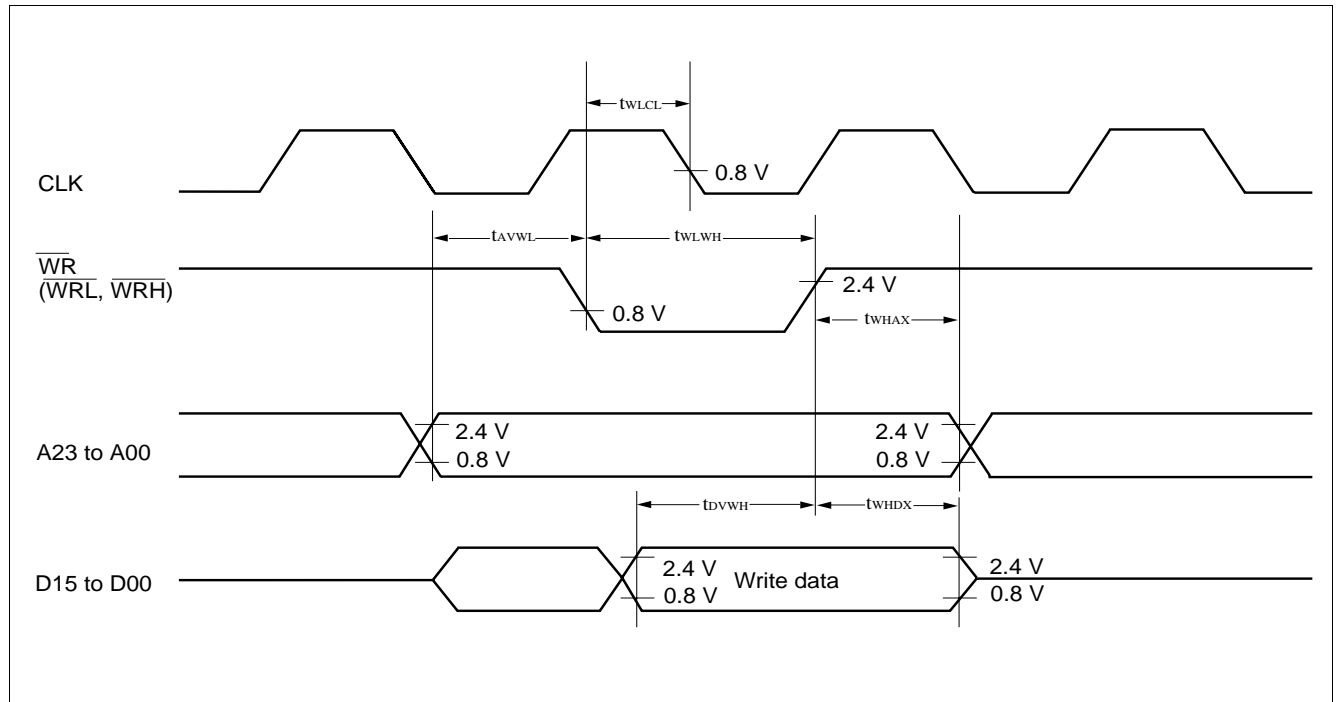 tWLCL
CLK
0.8 V
tAVWL
tWLWH
WR
(WRL, WRH)
2.4 V
0.8 V
tWHAX
A23 to A00
2.4 V
0.8 V
2.4 V
0.8 V
tDVWH
tWHDX
D15 to D00
2.4 V
0.8 V
Write data
2.4 V
0.8 V